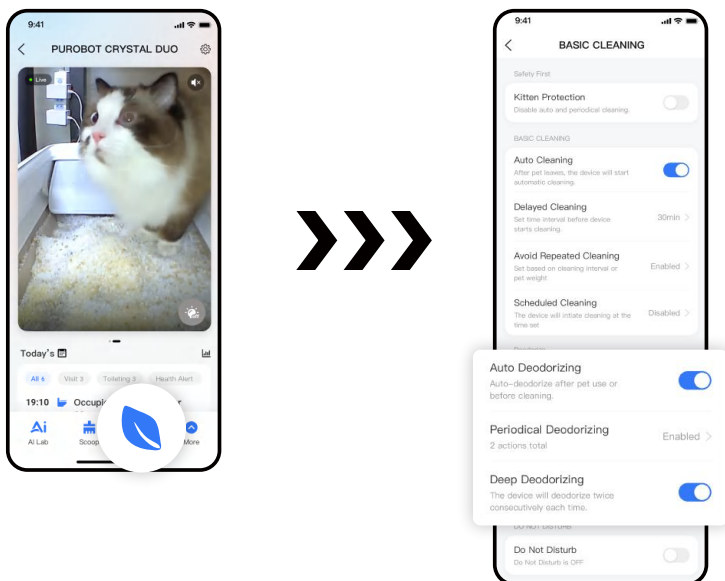 9:41
PUROBOT CRYSTAL DUO
Live
Today's
All 6
Visit 3
Toileting 3
Health Alert
19:10
Ai
AI Lab
Scoop
More
9:41
BASIC CLEANING
Safety First
Kitten Protection
Disable auto and periodical cleaning.
BASIC CLEANING
Auto Cleaning
After pet leaves, the device will start
automatic cleaning.
Delayed Cleaning
Set time interval before device
starts cleaning.
30min
Avoid Repeated Cleaning
Set based on cleaning interval or
pet weight
Enabled
Scheduled Cleaning
The device will initiate cleaning at the
time set
Disabled
Auto Deodorizing
Auto-deodorize after pet use or
before cleaning.
Periodical Deodorizing
2 actions total
Enabled
Deep Deodorizing
The device will deodorize twice
consecutively each time.
DO NOT DISTURB
Do Not Disturb
Do Not Disturb is OFF